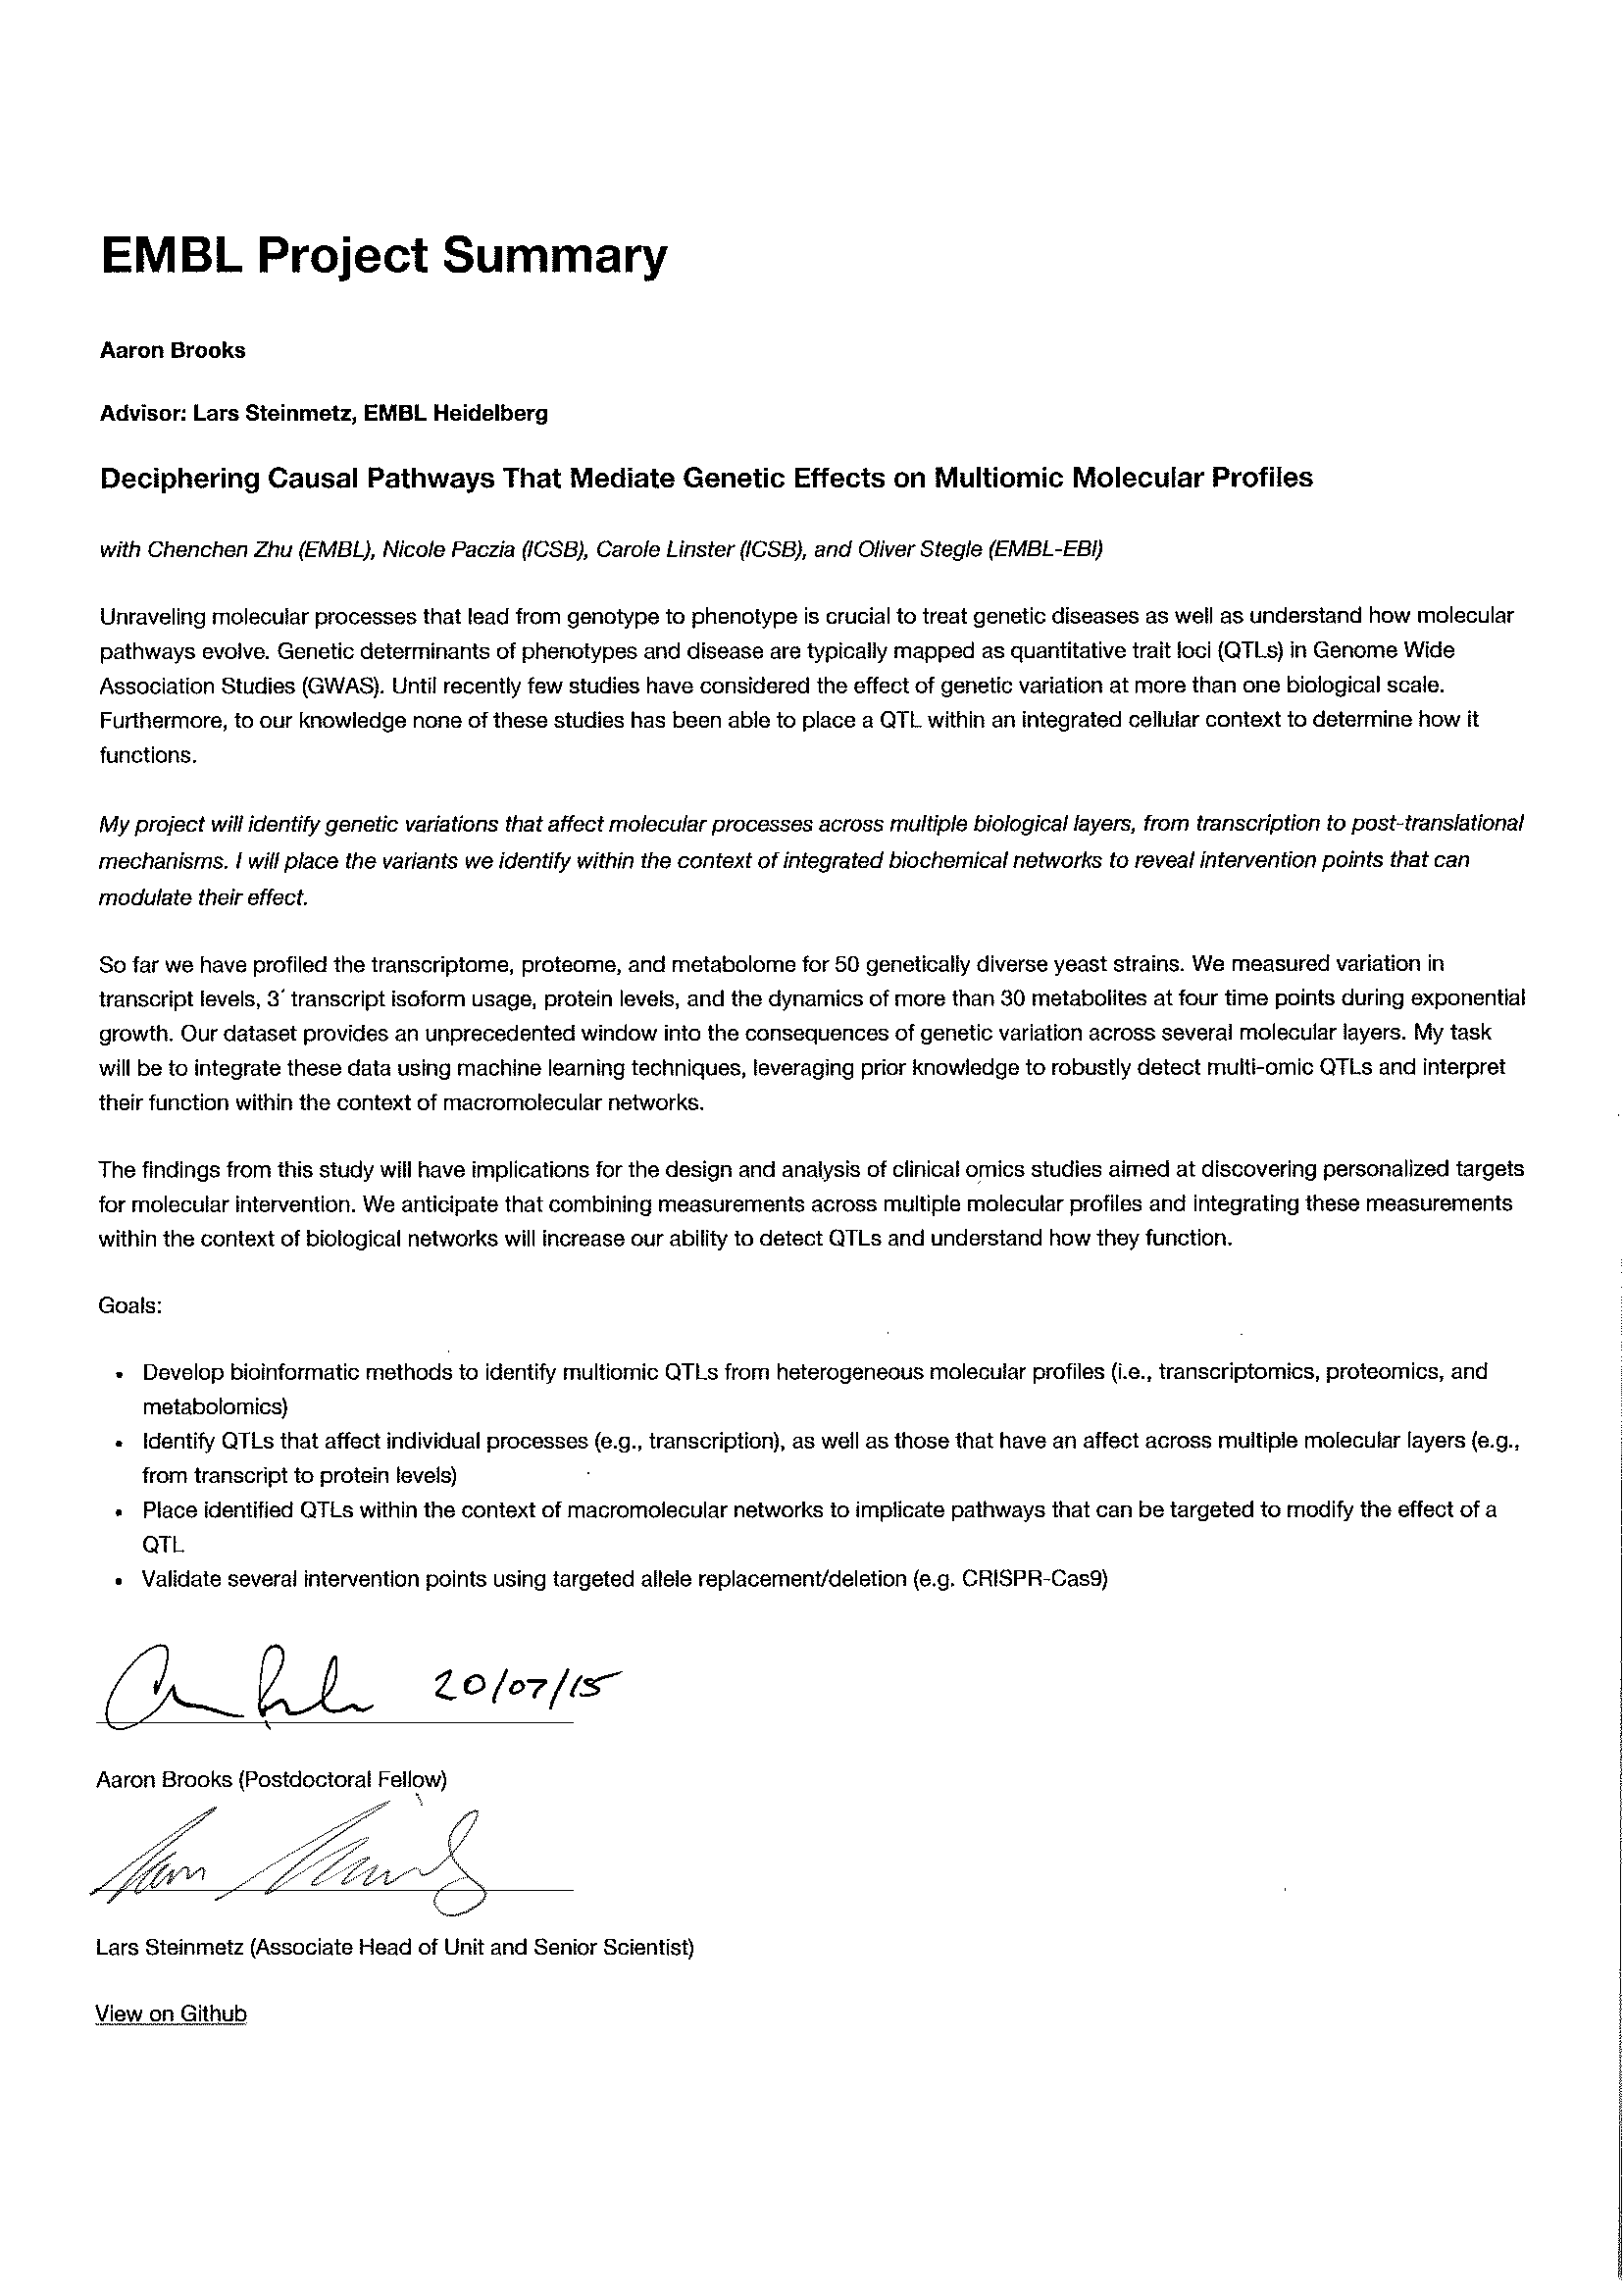 EMBL Project Summary
Aaron Brooks
Advisor: Lars Steinmetz, EMBL Heidelberg
Deciphering Causal Pathways That Mediate Genetic Effects on Multiomic Molecular Profiles
with Chenchen Zhu (EMBL), Nicole Paczia (ICSB), Carole Linster (ICSB), and Oliver Stegle (EMBL-EBI)
Unraveling molecular processes that lead from genotype to phenotype is crucial to treat genetic diseases as well as understand how molecular
pathways evolve. Genetic determinants of phenotypes and disease are typically mapped as quantitative trait loci (QTLs) in Genome Wide
Association Studies (GWAS). Until recently few studies have considered the effect of genetic variation at more than one biological scale.
Furthermore, to our knowledge none of these studies has been able to place a QTL within an integrated cellular context to determine how it
functions.
My project will identify genetic variations that affect molecular processes across multiple biological layers, from transcription to post-translational
mechanisms. I will place the variants we identify within the context of integrated biochemical networks to reveal intervention points that can
modulate their effect.
So far we have profiled the transcriptome, proteome, and metabolome for 50 genetically diverse yeast strains. We measured variation in
transcript levels, 3´ transcript isoform usage, protein levels, and the dynamics of more than 30 metabolites at four time points during exponential
growth. Our dataset provides an unprecedented window into the consequences of genetic variation across several molecular layers. My task
will be to integrate these data using machine learning techniques, leveraging prior knowledge to robustly detect multi-omic QTLs and interpret
their function within the context of macromolecular networks.
The findings from this study will have implications for the design and analysis of clinical omics studies aimed at discovering personalized targets
for molecular intervention. We anticipate that combining measurements across multiple molecular profiles and integrating these measurements
within the context of biological networks will increase our ability to detect QTLs and understand how they function.
Goals:
• Develop bioinformatic methods to identify multiomic QTLs from heterogeneous molecular profiles (i.e., transcriptomics, proteomics, and
metabolomics)
• Identify QTLs that affect individual processes (e.g., transcription), as well as those that have an affect across multiple molecular layers (e.g.,
from transcript to protein levels)
• Place identified QTLs within the context of macromolecular networks to implicate pathways that can be targeted to modify the effect of a
QTL
• Validate several intervention points using targeted allele replacement/deletion (e.g. CRISPR-Cas9)
20/07/15
Aaron Brooks (Postdoctoral Fellow)
Lars Steinmetz (Associate Head of Unit and Senior Scientist)
View on Github